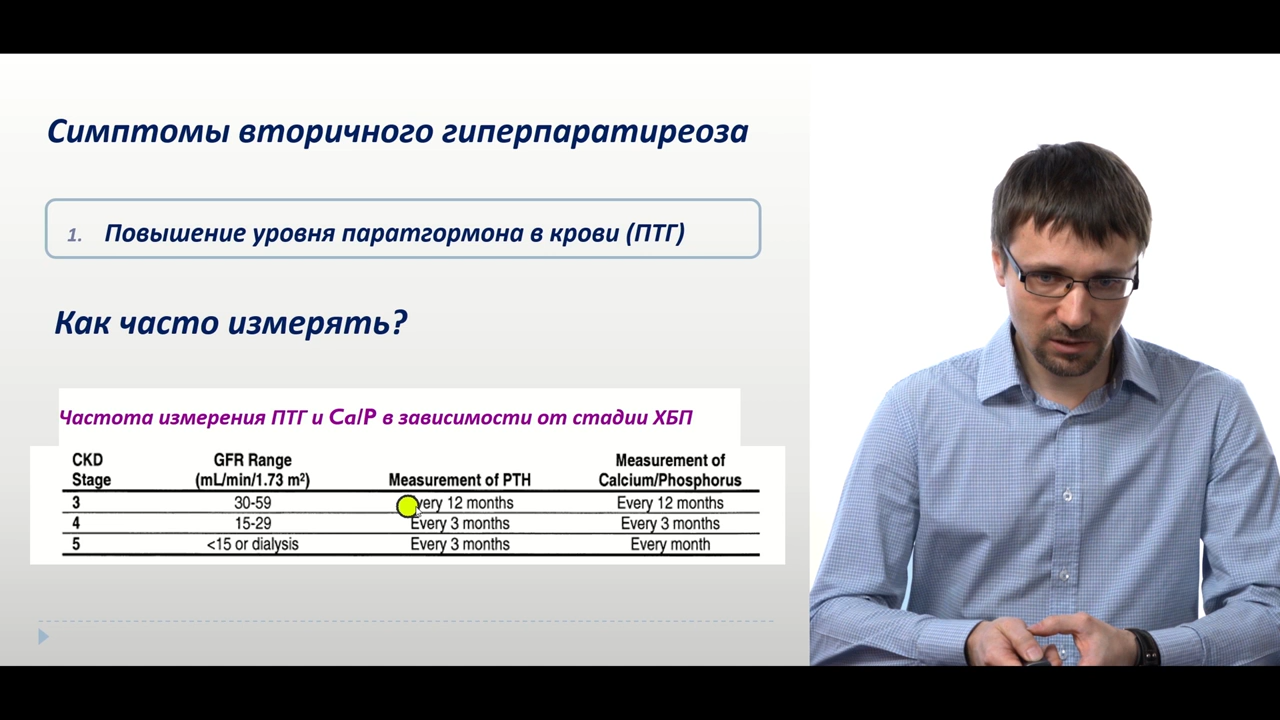 Симптомы вторичного гиперпаратиреоза
1. Повышение уровня паратгормона в крови (ПТГ)
Как часто измерять?
Частота измерения ПТГ и Ca/P в зависимости от стадии ХБП
CKD Stage GFR Range (mL/min/1.73 m²) Measurement of PTH Measurement of Calcium/Phosphorus
3 30-59 very 12 months Every 12 months
4 15-29 Every 3 months Every 3 months
5 <15 or dialysis Every 3 months Every month